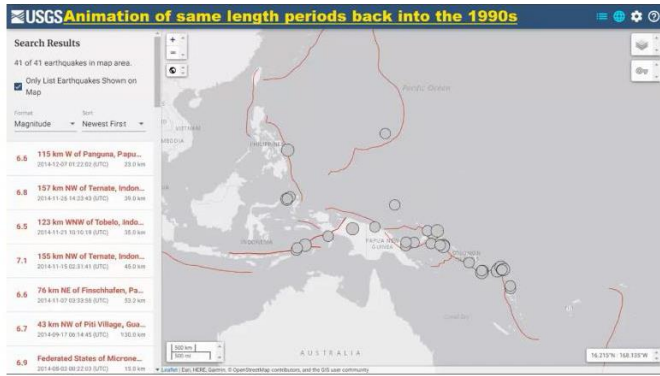 USGS Animation of same length periods back into the 1990s
Search Results
41 of 41 earthquakes in map area.
Only List Earthquakes Shown on
Map
Format
Sort
Magnitude
Newest First
6.6
115 km W of Panguna, Papu...
2014-12-07 01:22:02 (UTC) 23.0 km
6.8
157 km NW of Ternate, Indon...
2014-11-26 14:33:43 (UTC) 39.0 km
6.5
123 km WNW of Tobelo, Indo...
2014-11-21 10:10:19 (UTC) 35.0 km
7.1
155 km NW of Ternate, Indon...
2014-11-15 02:31:41 (UTC) 45.0 km
6.6
76 km NE of Finschhafen, Pa...
2014-11-07 03:33:55 (UTC) 53.2 km
6.7
43 km NW of Piti Village, Gua...
2014-09-17 06:14:45 (UTC) 130.0 km
6.9
Federated States of Microne...
2014-08-03 00:22:03 (UTC) 13.0 km
Pacific Ocean
VIETNAM
PHILIPPINES
INDONESIA
PAPUA NEW
GUINEA
AUSTRALIA
500 km
500 mi
Leaflet | Esri, HERE, Garmin, © OpenStreetMap contributors, and the GIS user community